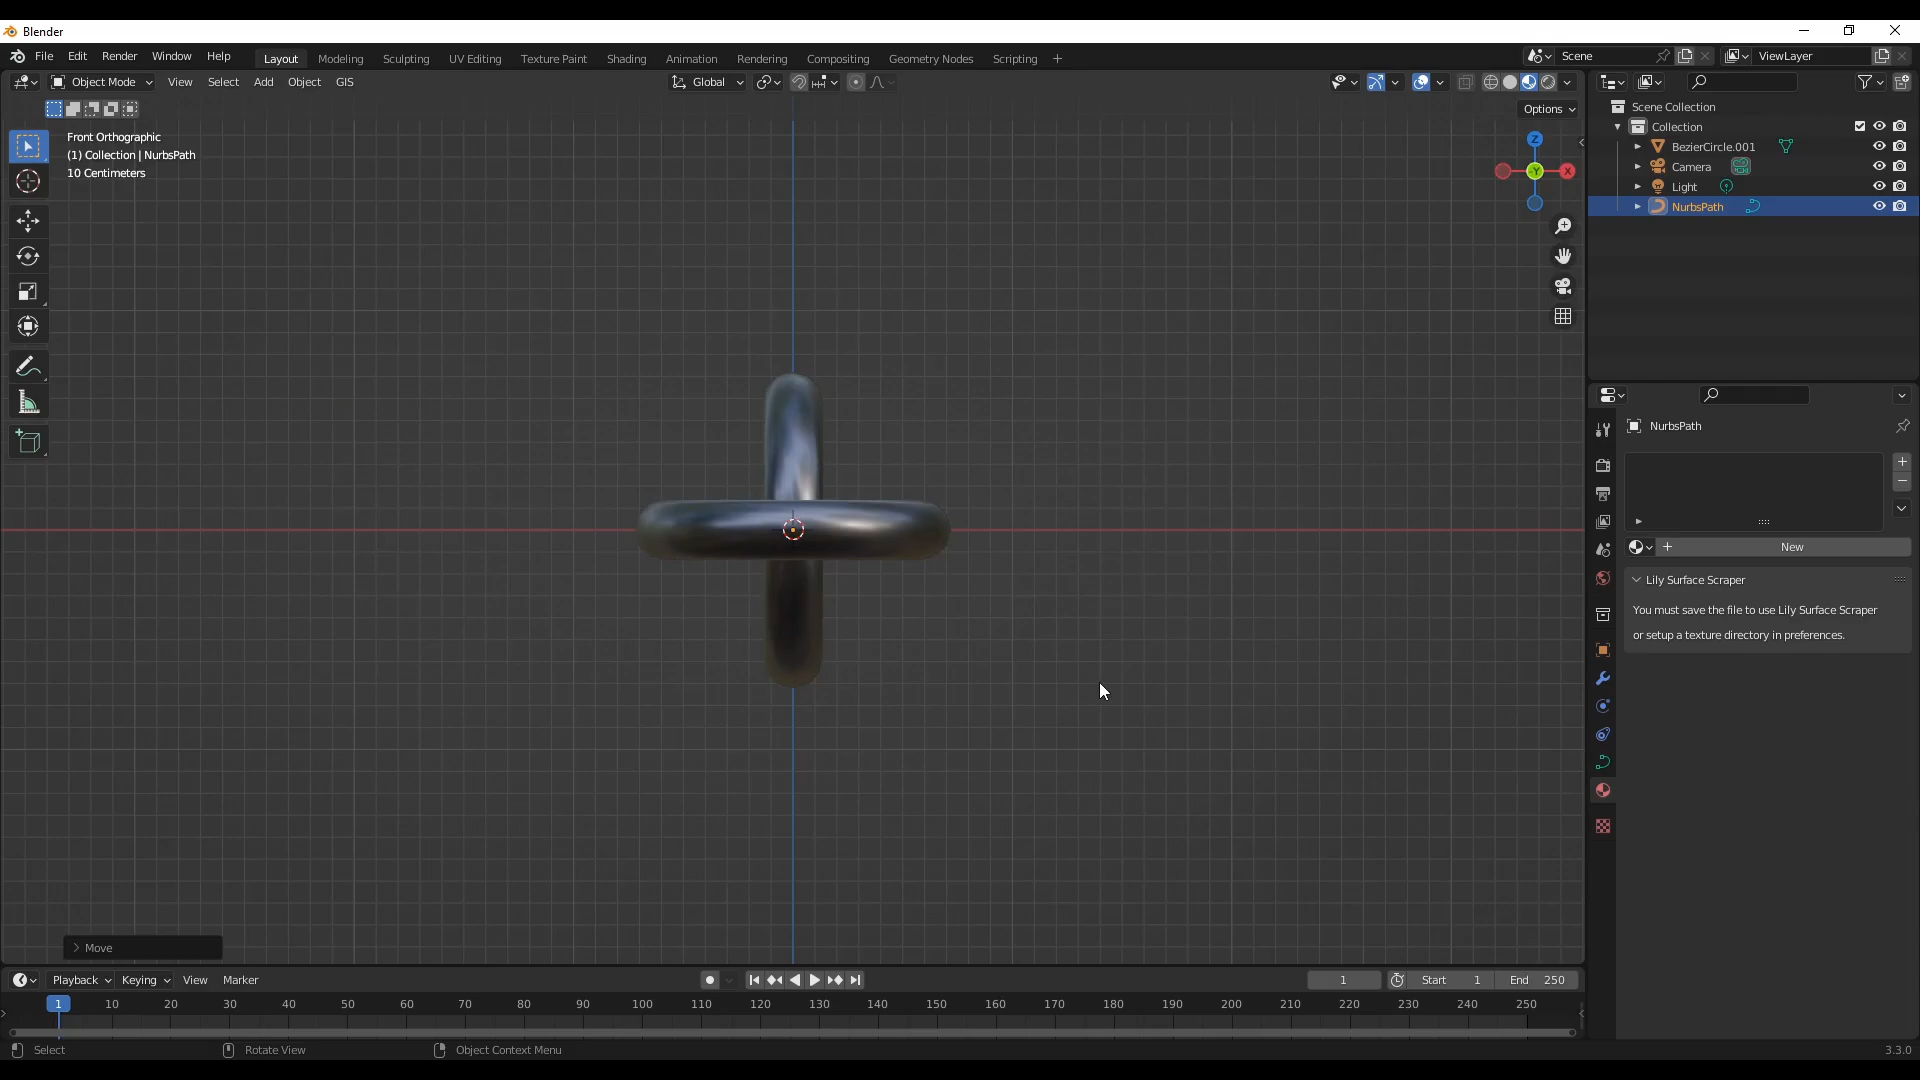 Blender
File Edit Render Window Help Layout Modeling Sculpting UV Editing Texture Paint Shading Animation Rendering Compositing Geometry Nodes Scripting + Scene ViewLayer
Object Mode View Select Add Object GIS Global
Options
Front Orthographic
(1) Collection | NurbsPath
10 Centimeters
Z
-Y
X
Scene Collection
Collection
BezierCircle.001
Camera
Light
NurbsPath
NurbsPath
New
Lily Surface Scraper
You must save the file to use Lily Surface Scraper
or setup a texture directory in preferences.
Move
Playback Keying View Marker 1 Start 1 End 250
1 10 20 30 40 50 60 70 80 90 100 110 120 130 140 150 160 170 180 190 200 210 220 230 240 250
Select Rotate View Object Context Menu 3.3.0